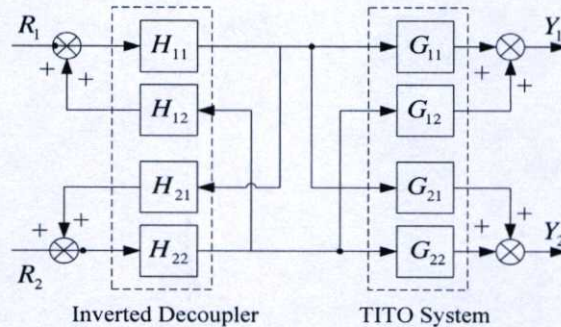 R₁
H₁₁
G₁₁
Y₁
+ +
+ +
H₁₂
G₁₂
H₂₁
G₂₁
+ +
+ +
R₂
H₂₂
G₂₂
Y₂
Inverted Decoupler
TITO System